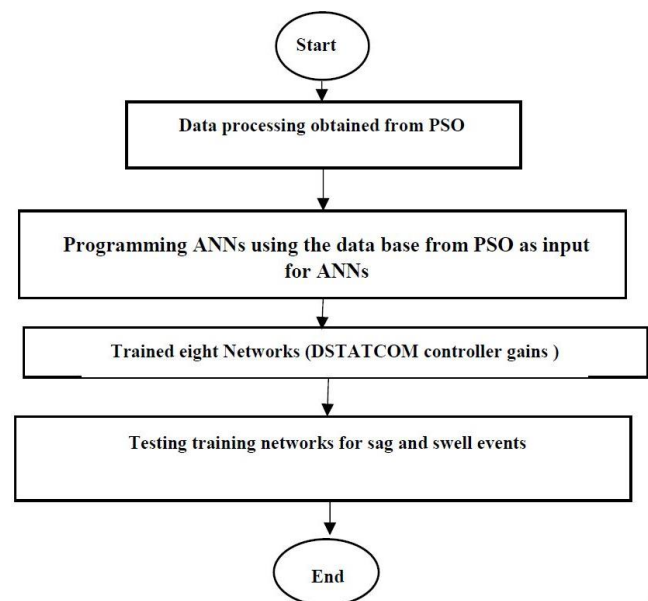 Start
Data processing obtained from PSO
Programming ANNs using the data base from PSO as input
for ANNs
Trained eight Networks (DSTATCOM controller gains )
Testing training networks for sag and swell events
End